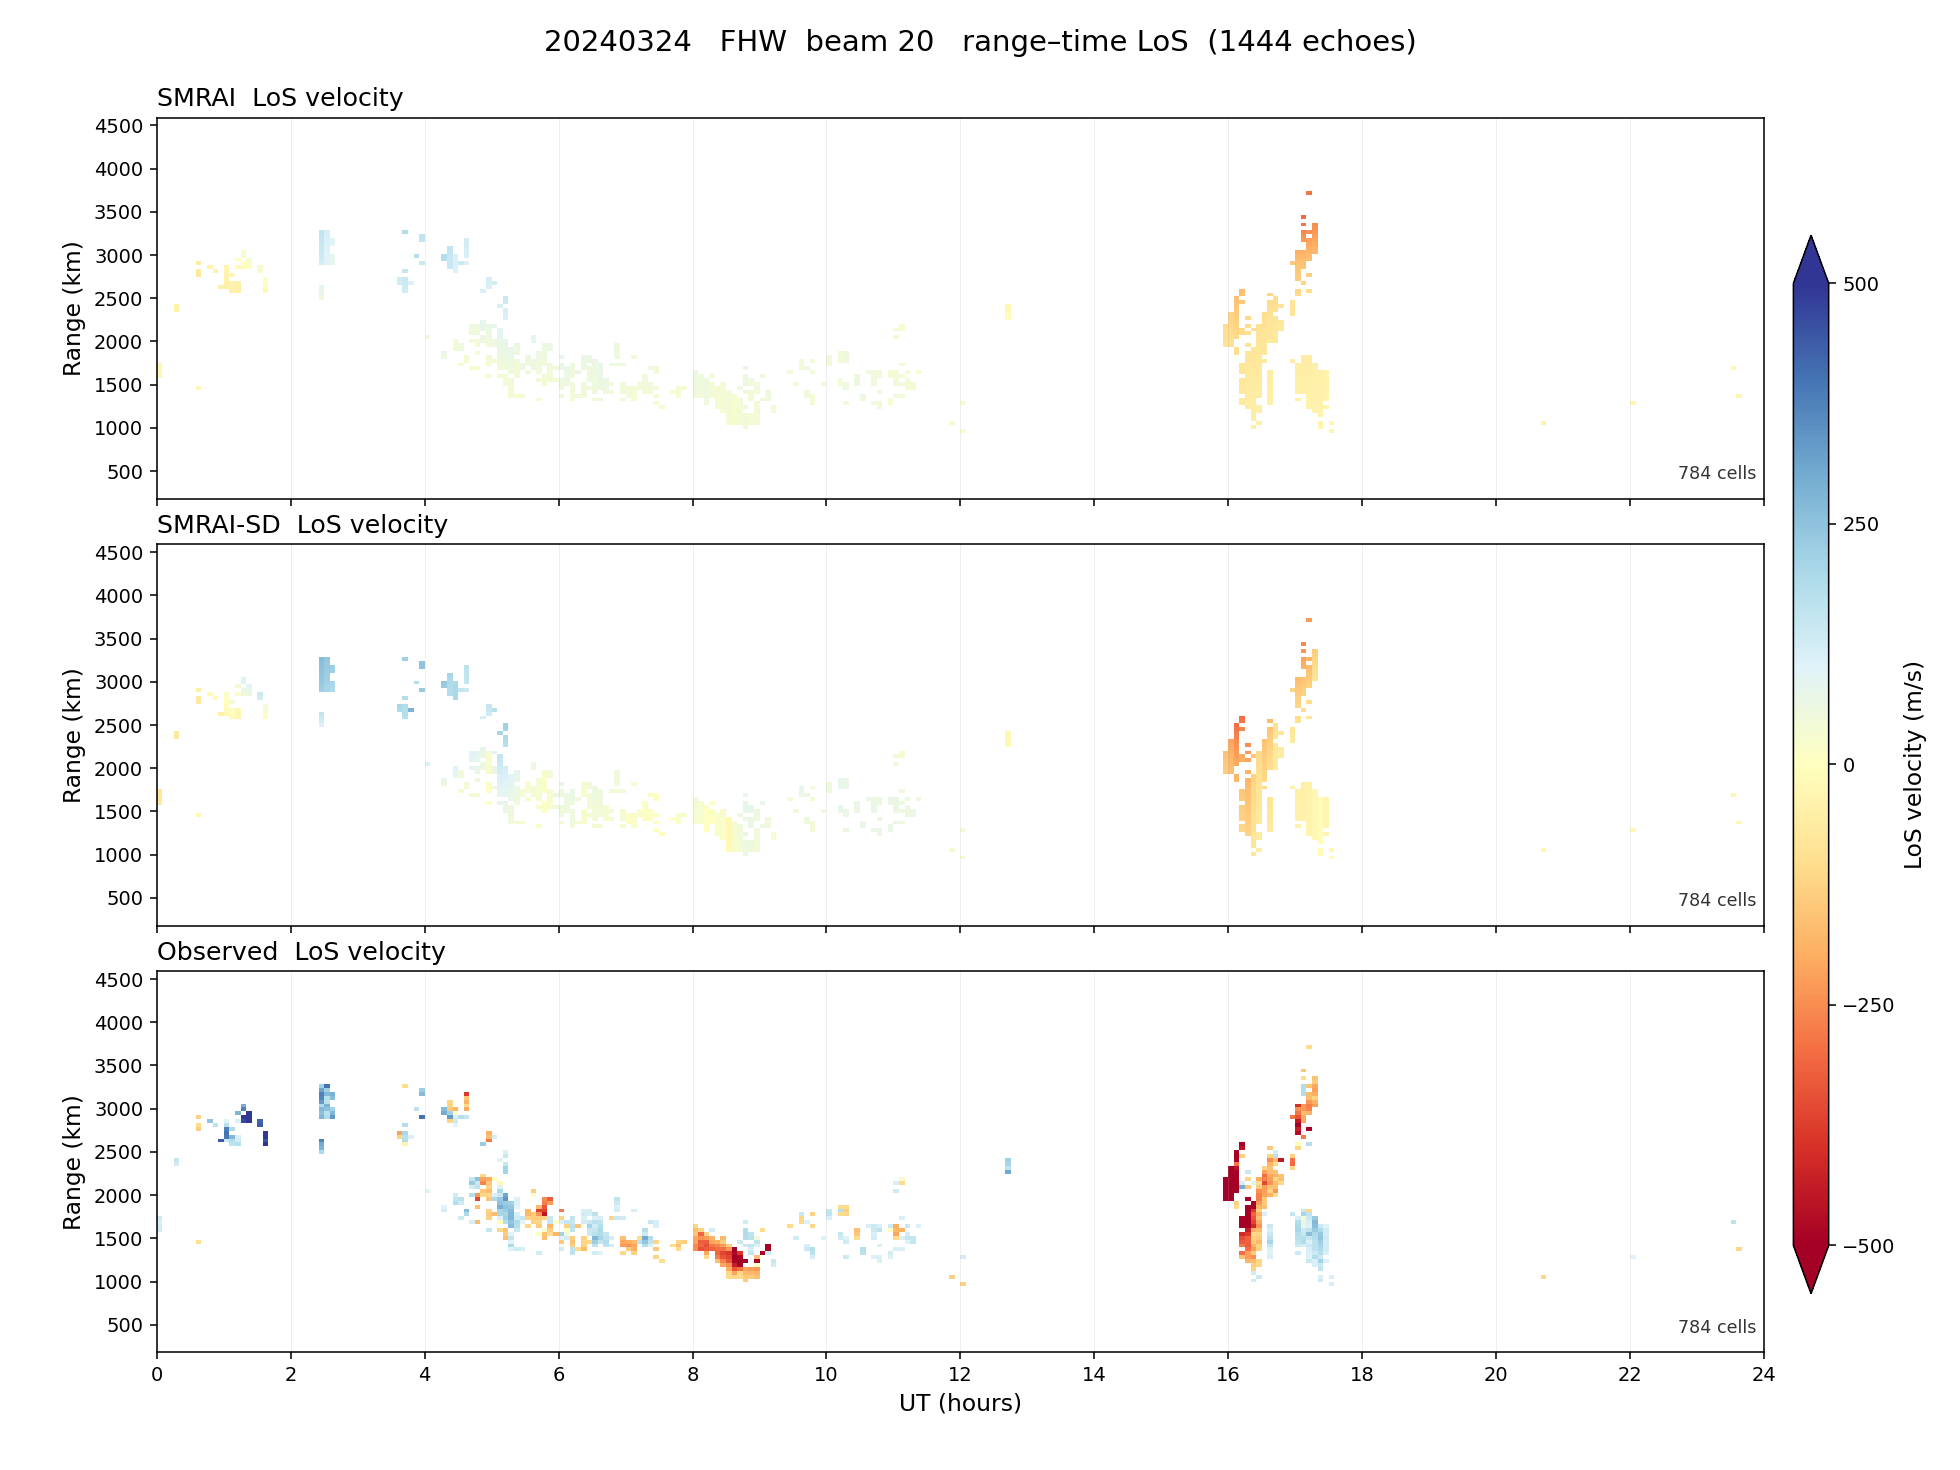 20240324 FHW beam 20 range–time LoS (1444 echoes)
SMRAI LoS velocity
4500
4000
3500
3000
2500
2000
1500
1000
500
Range (km)
784 cells
SMRAI-SD LoS velocity
4500
4000
3500
3000
2500
2000
1500
1000
500
Range (km)
784 cells
Observed LoS velocity
4500
4000
3500
3000
2500
2000
1500
1000
500
Range (km)
784 cells
0 2 4 6 8 10 12 14 16 18 20 22 24
UT (hours)
500
250
0
−250
−500
LoS velocity (m/s)